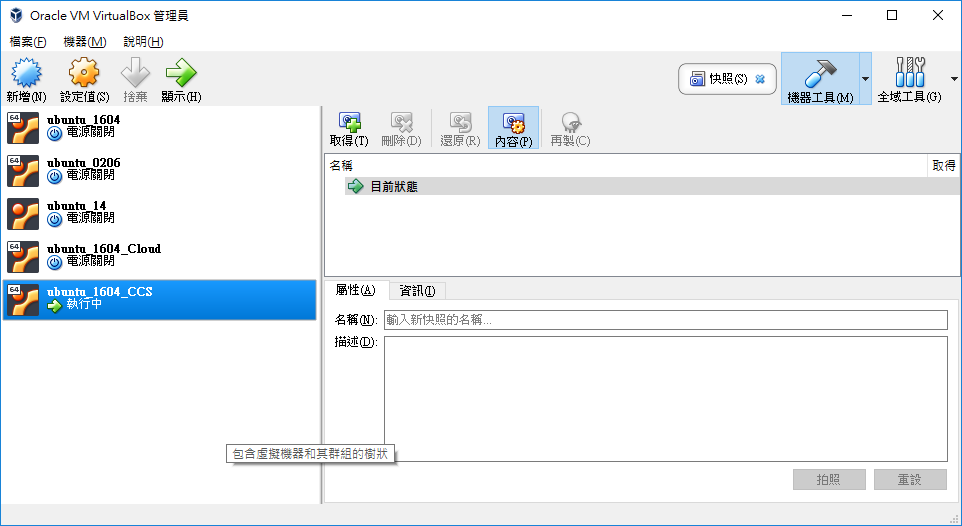 Oracle VM VirtualBox 管理員
檔案(F) 機器(M) 說明(H)
新增(N) 設定值(S) 捨棄 顯示(H) 快照(S) 機器工具(M) 全域工具(G)
64 ubuntu_1604
電源關閉
64 ubuntu_0206
電源關閉
ubuntu_14
電源關閉
64 ubuntu_1604_Cloud
電源關閉
64 ubuntu_1604_CCS
執行中
取得(T) 刪除(D) 還原(R) 內容(P) 再製(C)
名稱 取得
目前狀態
屬性(A) 資訊(I)
名稱(N): 輸入新快照的名稱...
描述(D):
包含虛擬機器和其群組的樹狀
拍照 重設